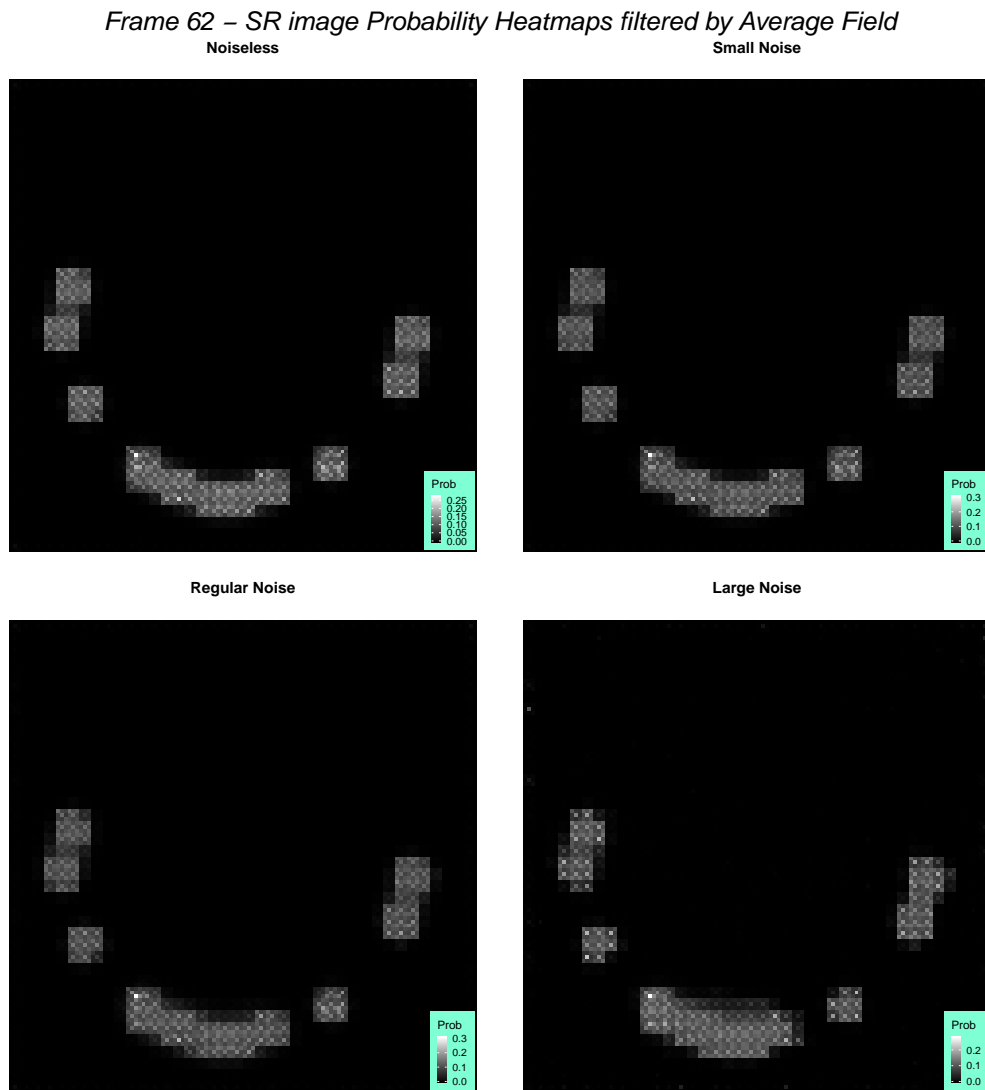 Frame 62 – SR image Probability Heatmaps filtered by Average Field
Noiseless
Small Noise
Prob
0.25
0.20
0.15
0.10
0.05
0.00
Prob
0.3
0.2
0.1
0.0
Regular Noise
Large Noise
Prob
0.3
0.2
0.1
0.0
Prob
0.2
0.1
0.0